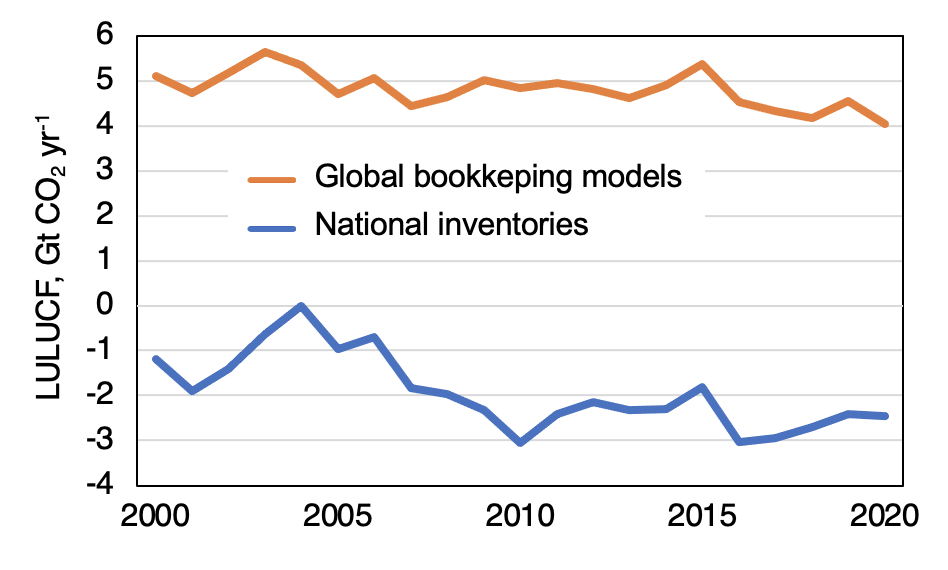 6
5
4
3
2
1
0
-1
-2
-3
-4
LULUCF, Gt CO₂ yr⁻¹
Global bookkeping models
National inventories
2000 2005 2010 2015 2020